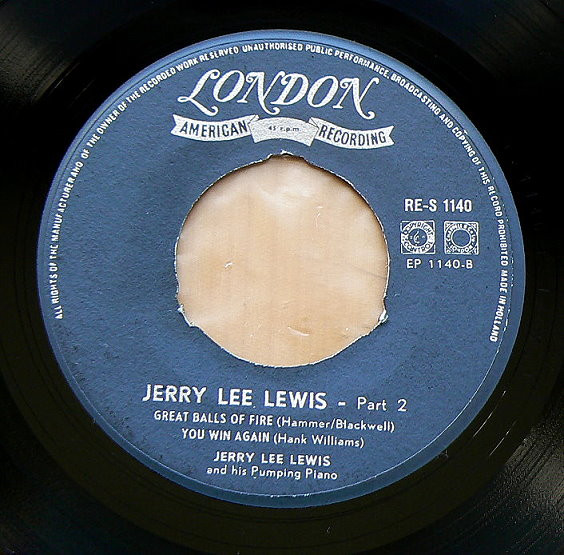 ALL RIGHTS OF THE MANUFACTURER AND OF THE OWNER OF THE RECORDED WORK RESERVED UNAUTHORISED PUBLIC PERFORMANCE, BROADCASTING AND COPYING OF THIS RECORD PROHIBITED MADE IN HOLLAND
LONDON
AMERICAN 45 r.p.m RECORDING
RE-S 1140
EP 1140-B
JERRY LEE LEWIS - Part 2
GREAT BALLS OF FIRE (Hammer/Blackwell)
YOU WIN AGAIN (Hank Williams)
JERRY LEE LEWIS
and his Pumping Piano